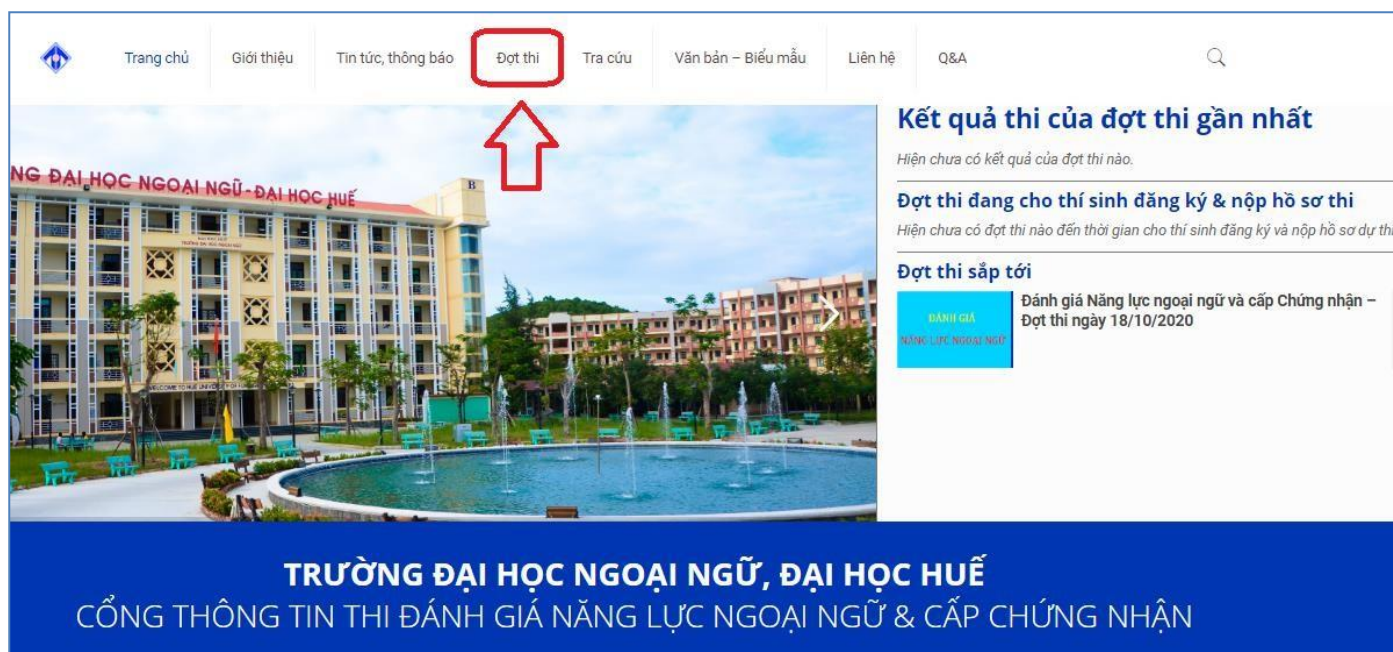 Trang chủ
Giới thiệu
Tin tức, thông báo
Đợt thi
Tra cứu
Văn bản – Biểu mẫu
Liên hệ
Q&A
NG ĐẠI HỌC NGOẠI NGỮ - ĐẠI HỌC HUẾ
B
Kết quả thi của đợt thi gần nhất
Hiện chưa có kết quả của đợt thi nào.
Đợt thi đang cho thí sinh đăng ký & nộp hồ sơ thi
Hiện chưa có đợt thi nào đến thời gian cho thí sinh đăng ký và nộp hồ sơ dự thi
Đợt thi sắp tới
ĐÁNH GIÁ
NĂNG LỰC NGOẠI NGỮ
Đánh giá Năng lực ngoại ngữ và cấp Chứng nhận –
Đợt thi ngày 18/10/2020
TRƯỜNG ĐẠI HỌC NGOẠI NGỮ, ĐẠI HỌC HUẾ
CỔNG THÔNG TIN THI ĐÁNH GIÁ NĂNG LỰC NGOẠI NGỮ & CẤP CHỨNG NHẬN